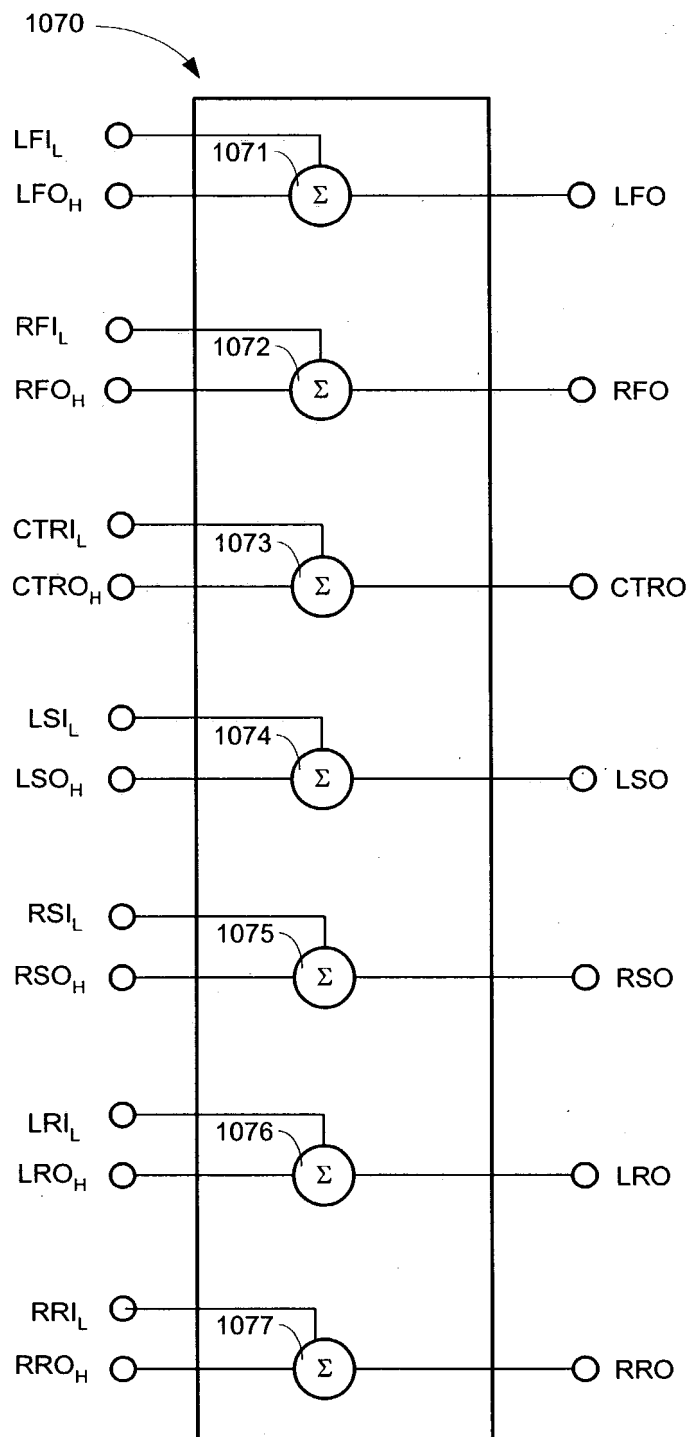 1070
LFI_L
1071
LFO_H Σ LFO
RFI_L
1072
RFO_H Σ RFO
CTRI_L
1073
CTRO_H Σ CTRO
LSI_L
1074
LSO_H Σ LSO
RSI_L
1075
RSO_H Σ RSO
LRI_L
1076
LRO_H Σ LRO
RRI_L
1077
RRO_H Σ RRO